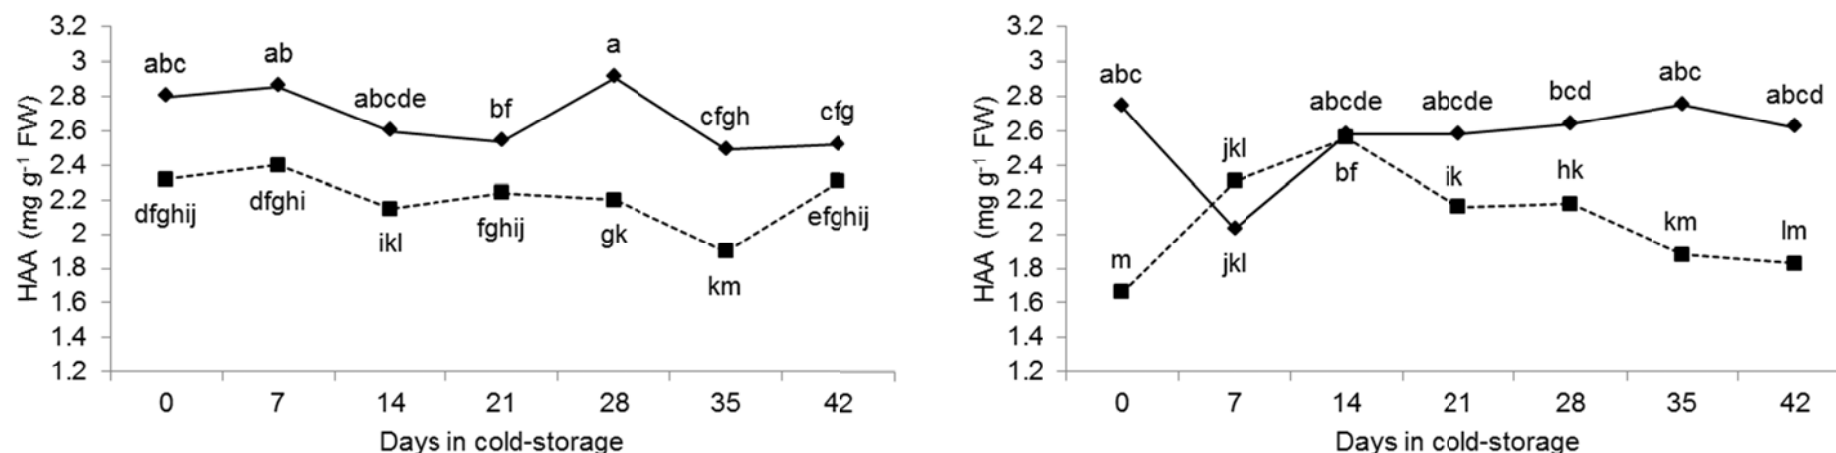 HAA (mg g-1 FW)
3.2
3
2.8
2.6
2.4
2.2
2
1.8
1.6
1.4
1.2
abc
ab
abcde
bf
a
cfgh
cfg
dfghij
dfghi
ikl
fghij
gk
km
efghij
0 7 14 21 28 35 42
Days in cold-storage
HAA (mg g-1 FW)
3.2
3
2.8
2.6
2.4
2.2
2
1.8
1.6
1.4
1.2
abc
jkl
abcde
abcde
bcd
abc
abcd
m
jkl
bf
ik
hk
km
lm
0 7 14 21 28 35 42
Days in cold-storage